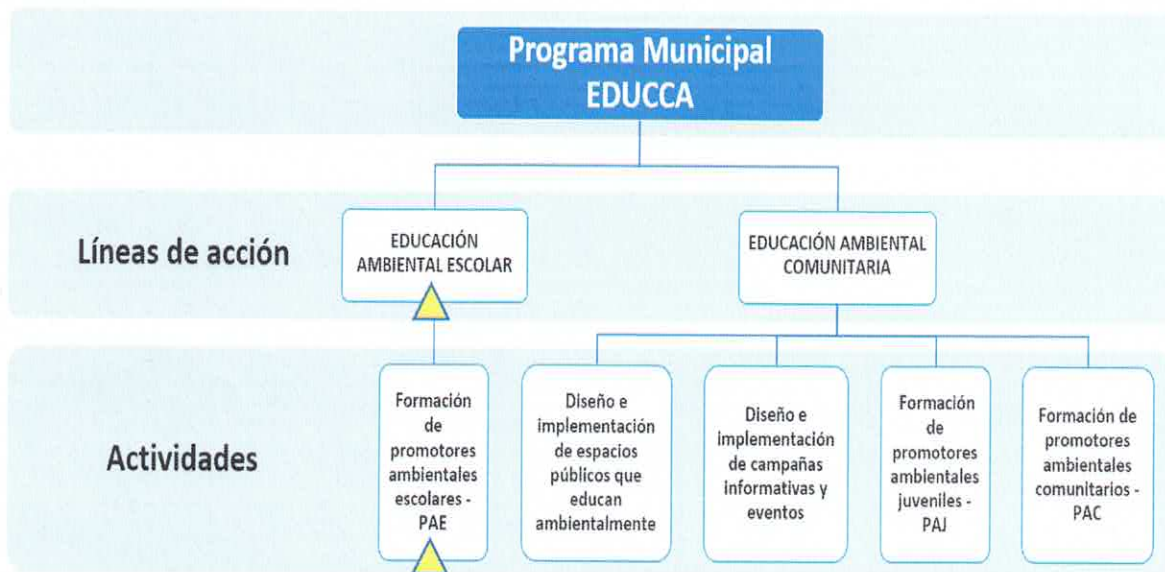 Programa Municipal
EDUCCA
Líneas de acción
EDUCACIÓN
AMBIENTAL ESCOLAR
EDUCACIÓN AMBIENTAL
COMUNITARIA
Actividades
Formación
de
promotores
ambientales
escolares -
PAE
Diseño e
implementación
de espacios
públicos que
educan
ambientalmente
Diseño e
implementación
de campañas
informativas y
eventos
Formación
de
promotores
ambientales
juveniles -
PAJ
Formación de
promotores
ambientales
comunitarios -
PAC